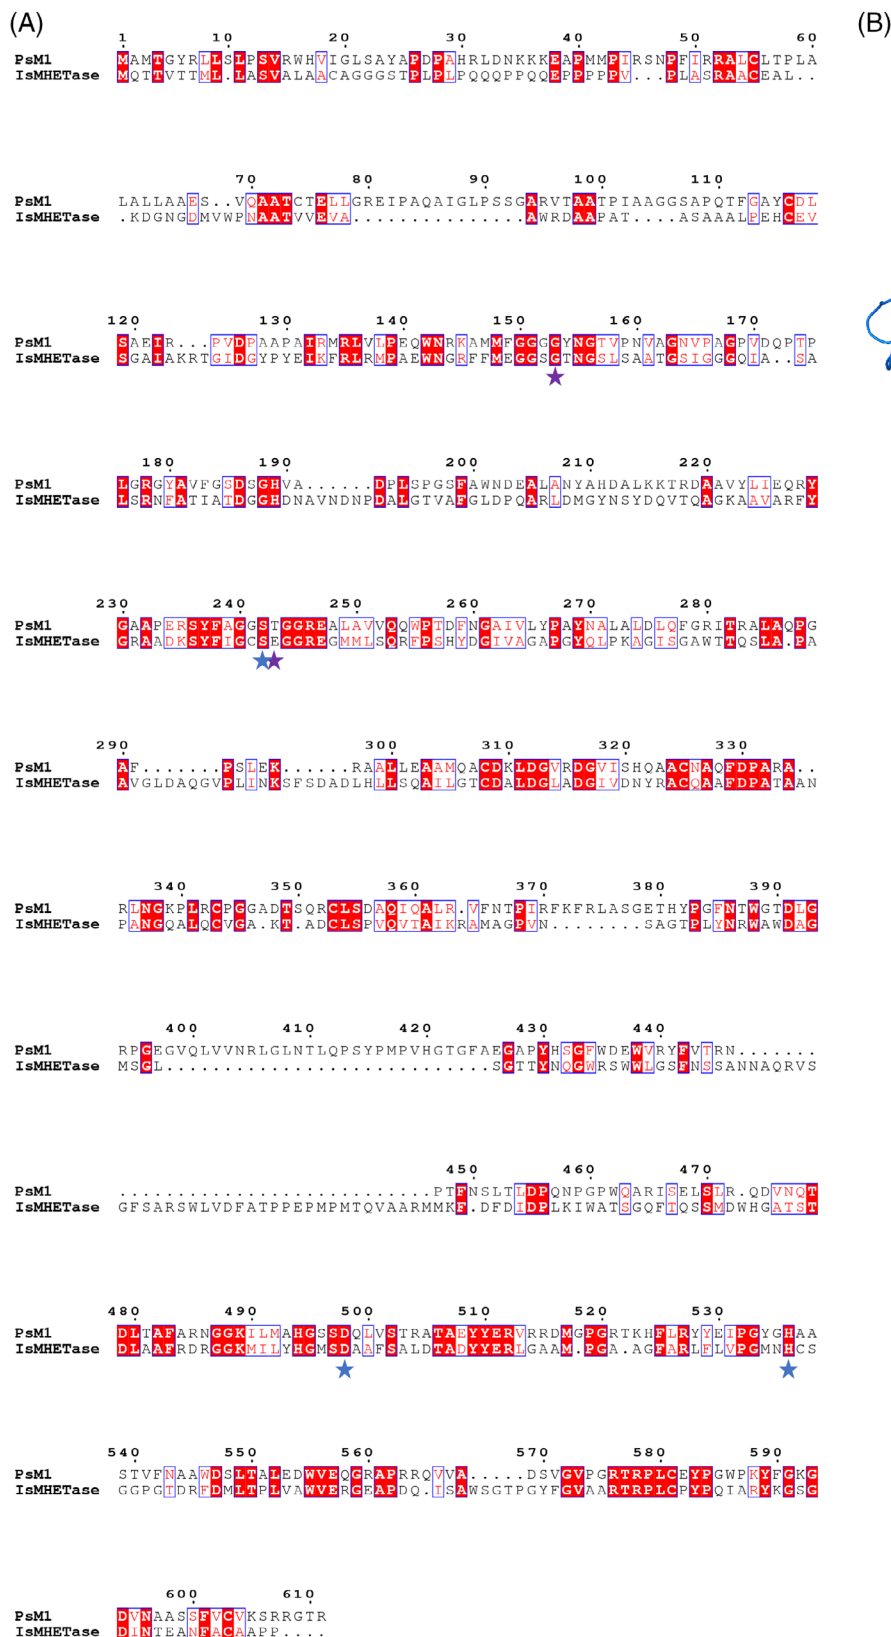 (A) (B)
1 10 20 30 40 50 60
PsM1 MAMTGYRLLSLPSVRWHVIGLSAYAPDPAHRLDNKKKEAPMMPIRSNPFIRRALCLTPLA
IsMHETase MQTTVTTML.LASVALAACAGGGSTPLPLPQQQPPQQEPPPPPV...PLASRAACEAL..
70 80 90 100 110
PsM1 LALLAAES..VQAATCTELLGREIPAQAIGLPSSGARVTAATPIAAGGSAPQTFGAYCDL
IsMHETase .KDGNGDMVWPNAATVVEVA...............AWRDAAPAT....ASAAALPEHCEV
120 130 140 150 160 170
PsM1 SAEIR...PVDPAAPAIRMRLVLPEQWNRKAMMFGGGGYNGTVPNVAGNVPAGPVDQPTP
IsMHETase SGAIAKRTGIDGYPYEIKFRLRMPAEWNGRFFMEGGSGTNGSLSAATGSIGGGQIA..SA
180 190 200 210 220
PsM1 LGRGYAVFGSDSGHVA......DPLSPGSFAWNDEALANYAHDALKKTRDAAVYLIEQRY
IsMHETase LSRNFATIATDGGHDNAVNDNPDALGTVAFGLDPQARLDMGYNSYDQVTQAGKAAVARFY
230 240 250 260 270 280
PsM1 GAAPERSYFAGGSTGGREALAVVQQWPTDFNGAIVLYPAYNALALDLQFGRITRALAQPG
IsMHETase GRAADKSYFIGCSEGGREGMMLSQRFPSHYDGIVAGAPGYQLPKAGISGAWTTQSLA.PA
290 300 310 320 330
PsM1 AF.......PSLEK......RAALLEAAMQACDKLDGVRDGVISHQAACNAQFDPARA..
IsMHETase AVGLDAQGVPLINKSFSDADLHLLSQAILGTCDALDGLADGIVDNYRACQAAFDPATAAN
340 350 360 370 380 390
PsM1 RLNGKPLRCPGGADTSQRCLSDAQIQALR.VFNTPIRFKFRLASGETHYPGFNTWGTDLG
IsMHETase PANGQALQCVGA.KT.ADCLSPVQVTAIKRAMAGPVN........SAGTPLYNRWAWDAG
400 410 420 430 440
PsM1 RPGEGVQLVVNRLGLNTLQPSYPMPVHGTGFAEGAPYHSGFWDEWVRYFVTRN.......
IsMHETase MSGL............................SGTTYNQGWRSWWLGSFNSSANNAQRVS
450 460 470
PsM1 ...........................PTFNSLTLDPQNPGPWQARISELSLR.QDVNQT
IsMHETase GFSARSWLVDFATPPEPMPMTQVAARMMKF.DFDIDPLKIWATSGQFTQSSMDWHGATST
480 490 500 510 520 530
PsM1 DLTAFARNGGKILMAHGSSDQLVSTRATAEYYERVRRDMGPGRTKHFLRYYEIPGYGHAA
IsMHETase DLAAFRDRGGKMILYHGMSDAAFSALDTADYYERLGAAM.PGA.AGFARLFLVPGMNHCS
540 550 560 570 580 590
PsM1 STVFNAAWDSLTALEDWVEQGRAPRRQVVA.....DSVGVPGRTRPLCEYPGWPKYFGKG
IsMHETase GGPGTDRFDMLTPLVAWVERGEAPDQ.ISAWSGTPGYFGVAARTRPLCPYPQIARYKGSG
600 610
PsM1 DVNAASSFVCVKSRRGTR
IsMHETase DINTEANFACAAPP....